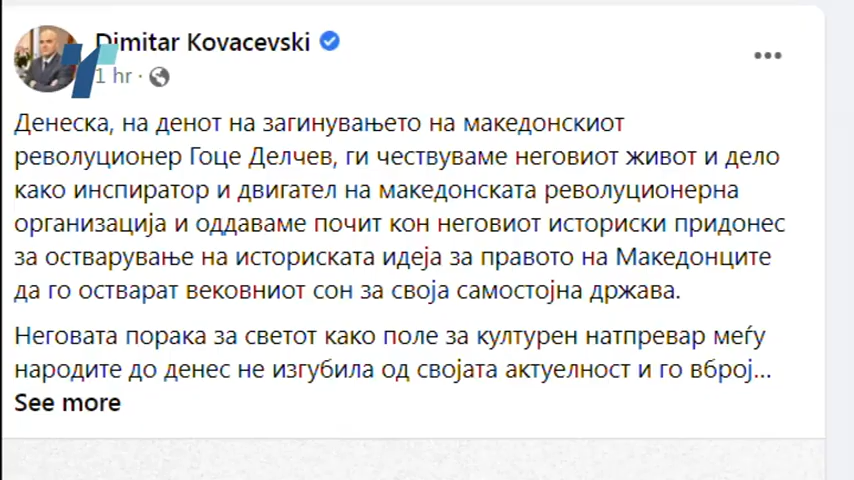 Dimitar Kovacevski
1 hr ·
Денеска, на денот на загинувањето на македонскиот
револуционер Гоце Делчев, ги чествуваме неговиот живот и дело
како инспиратор и двигател на македонската револуционерна
организација и оддаваме почит кон неговиот историски придонес
за остварување на историската идеја за правото на Македонците
да го остварат вековниот сон за своја самостојна држава.
Неговата порака за светот како поле за културен натпревар меѓу
народите до денес не изгубила од својата актуелност и го вброј...
See more